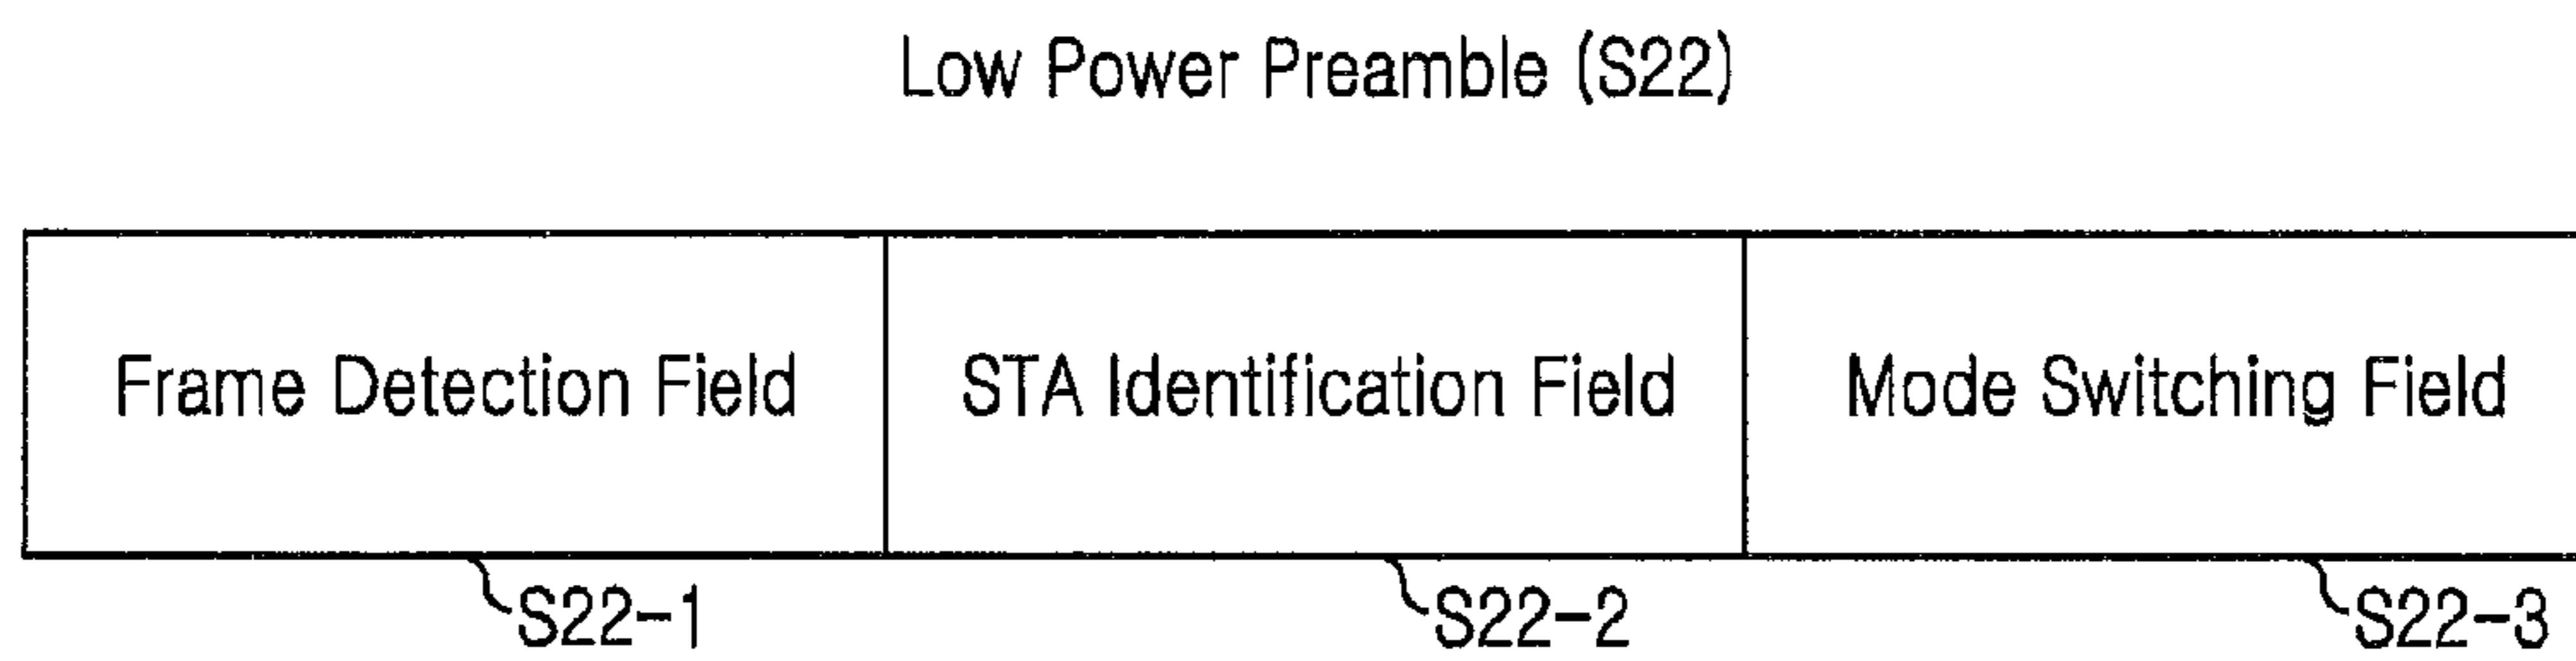 Low Power Preamble (S22)
Frame Detection Field
STA Identification Field
Mode Switching Field
S22-1
S22-2
S22-3